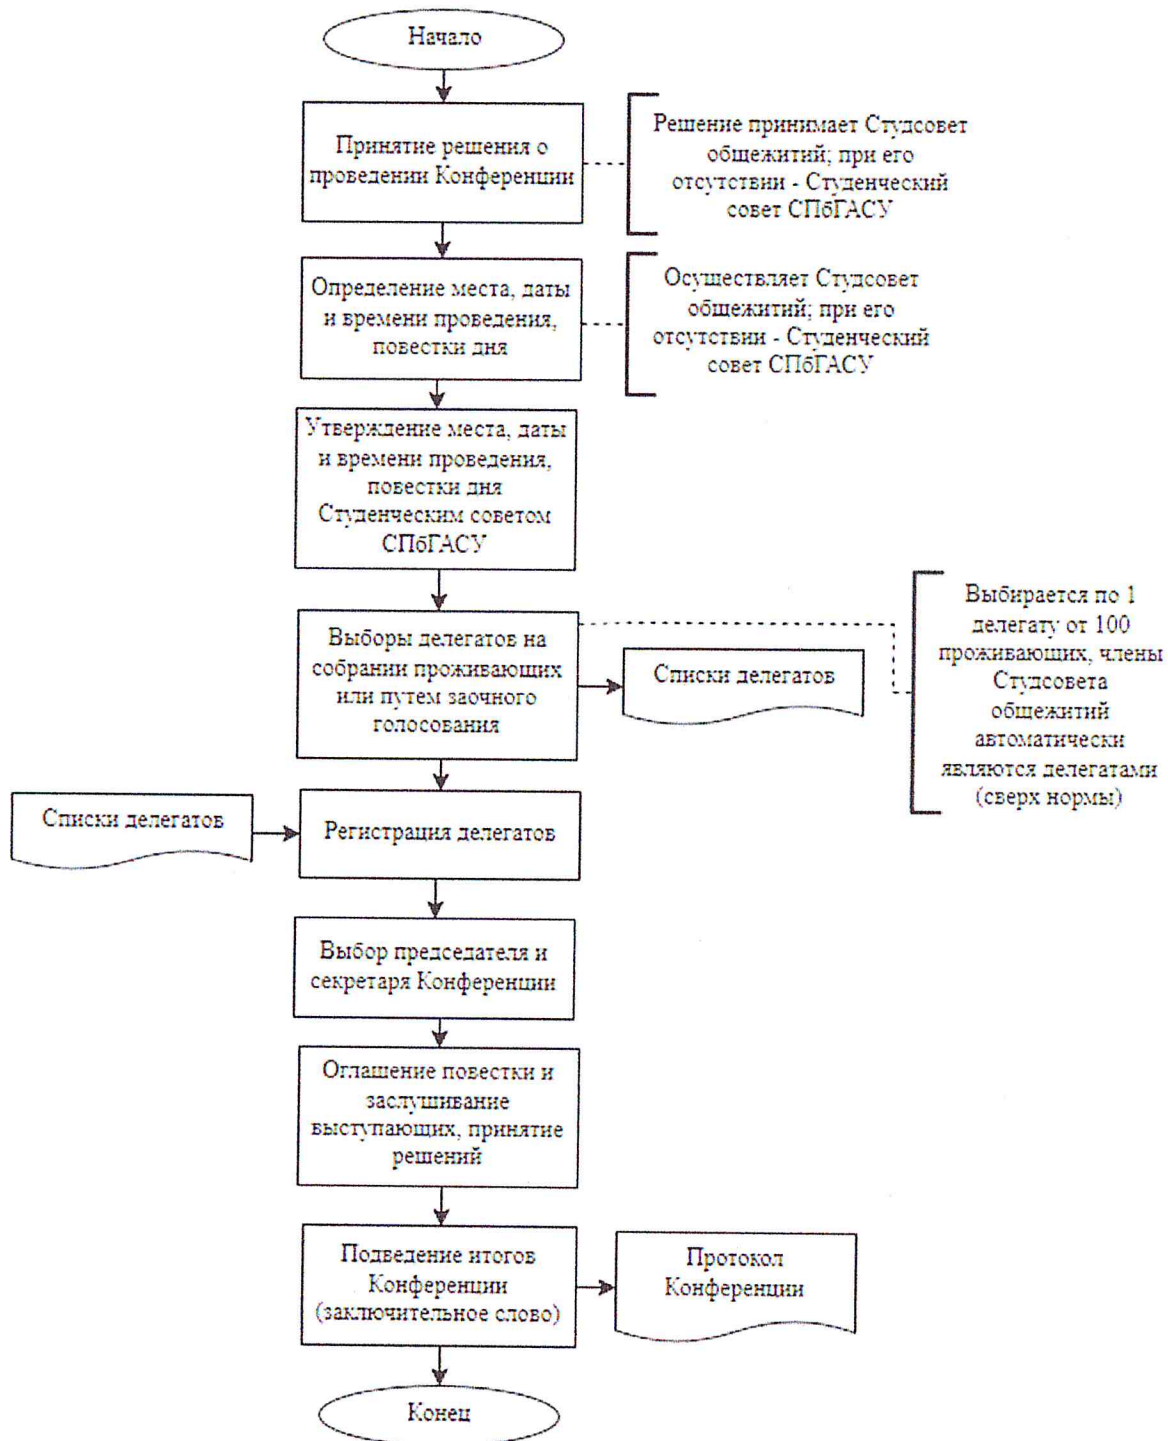 Начало
Принятие решения о
проведении Конференции
Решение принимает Студсовет
общежитий; при его
отсутствии - Студенческий
совет СПбГАСУ
Определение места, даты
и времени проведения,
повестки дня
Осуществляет Студсовет
общежитий; при его
отсутствии - Студенческий
совет СПбГАСУ
Утверждение места, даты
и времени проведения,
повестки дня
Студенческим советом
СПбГАСУ
Выборы делегатов на
собрании проживающих
или путем заочного
голосования
Списки делегатов
Выбирается по 1
делегату от 100
проживающих, члены
Студсовета
общежитий
автоматически
являются делегатами
(сверх нормы)
Списки делегатов
Регистрация делегатов
Выбор председателя и
секретаря Конференции
Оглашение повестки и
заслушивание
выступающих, принятие
решений
Подведение итогов
Конференции
(заключительное слово)
Протокол
Конференции
Конец